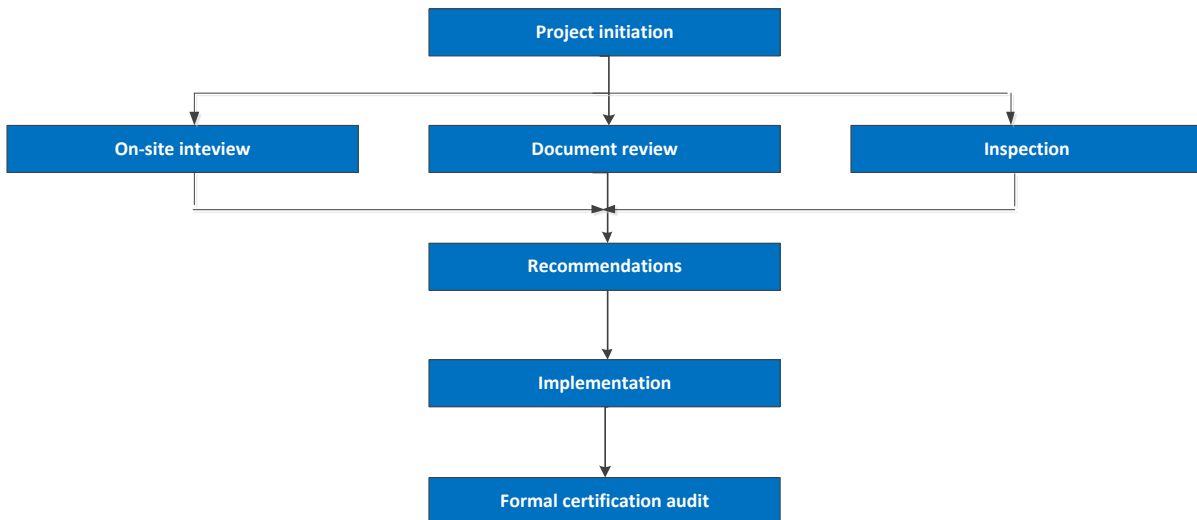 Project initiation
On-site inteview
Document review
Inspection
Recommendations
Implementation
Formal certification audit